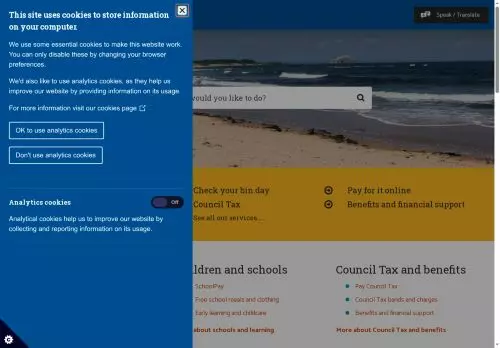 This site uses cookies to store information
on your computer
We use some essential cookies to make this website work.
You can only disable these by changing your browser
preferences.
We'd also like to use analytics cookies, as they help us
improve our website by providing information on its usage
For more information visit our cookies page
OK to use analytics cookies
Don't use analytics cookies
Analytics cookies
Off
Analytical cookies help us to improve our website by
collecting and reporting information on its usage.
Speak / Translate
would you like to do?
Check your bin day
Council Tax
See all our services...
Pay for it online
Benefits and financial support
ildren and schools
SchoolPay
Free school meals and clothing
Early learning and childcare
about schools and learning
Council Tax and benefits
Pay Council Tax
Council Tax bands and charges
Benefits and financial support
More about Council Tax and benefits